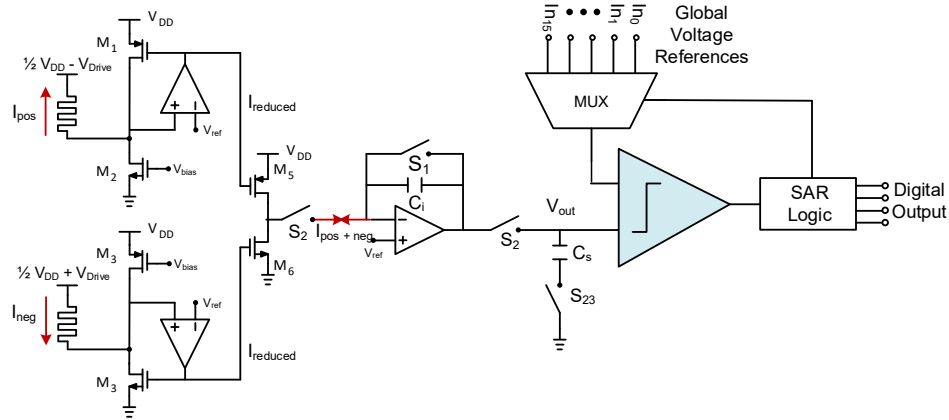 V_DD
M_1
½ V_DD - V_Drive
I_pos
V_ref
M_2
V_bias
I_reduced
V_DD
M_5
V_DD
M_3
V_bias
½ V_DD + V_Drive
I_neg
V_ref
M_3
I_reduced
M_6
S_2
I_pos + neg
V_ref
S_1
C_i
S_2
V_out
C_s
S_23
In_15
In_1
In_0
Global
Voltage
References
MUX
SAR
Logic
Digital
Output